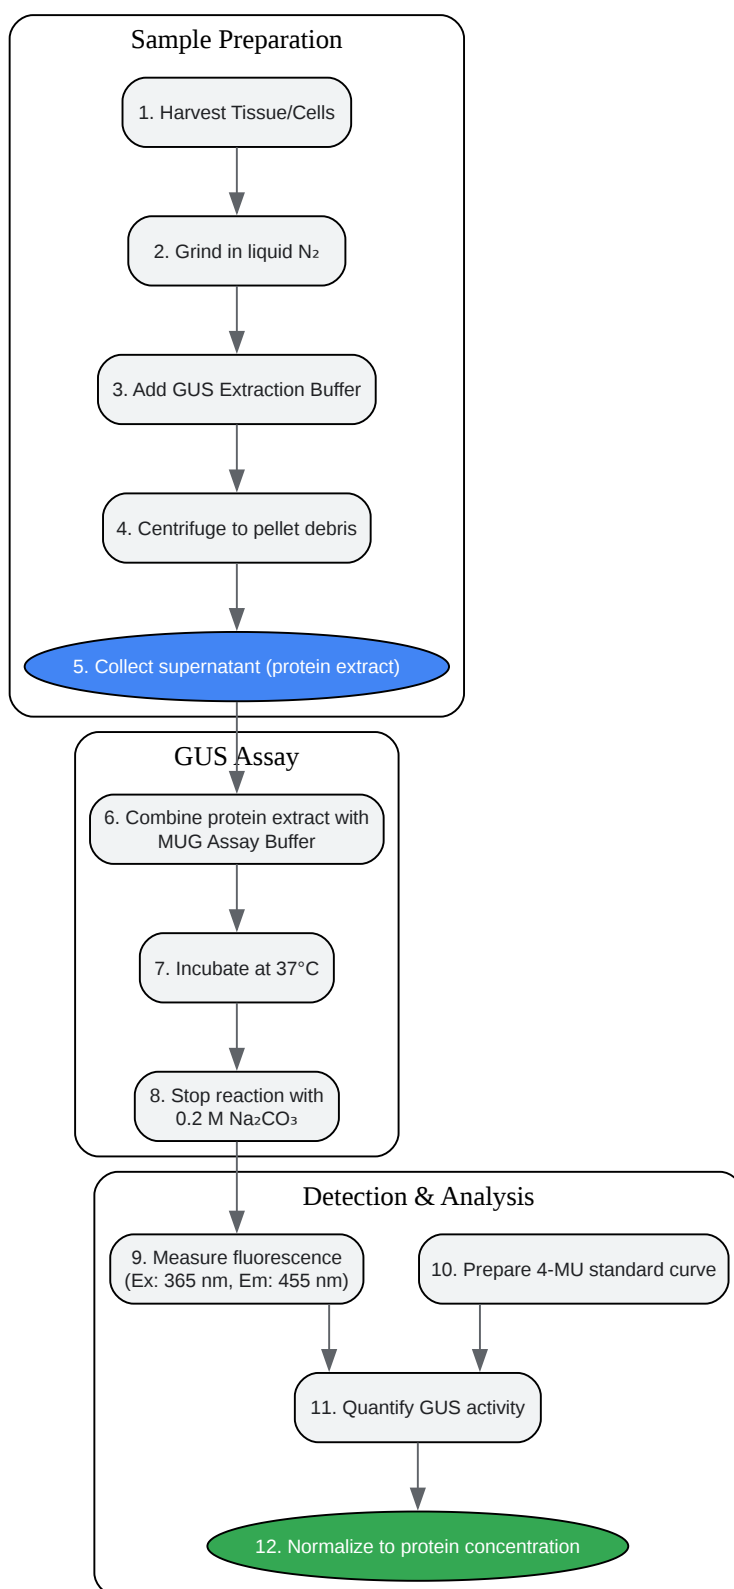 Sample Preparation
1. Harvest Tissue/Cells
2. Grind in liquid N₂
3. Add GUS Extraction Buffer
4. Centrifuge to pellet debris
5. Collect supernatant (protein extract)
GUS Assay
6. Combine protein extract with
MUG Assay Buffer
7. Incubate at 37°C
8. Stop reaction with
0.2 M Na₂CO₃
Detection & Analysis
9. Measure fluorescence
(Ex: 365 nm, Em: 455 nm)
10. Prepare 4-MU standard curve
11. Quantify GUS activity
12. Normalize to protein concentration